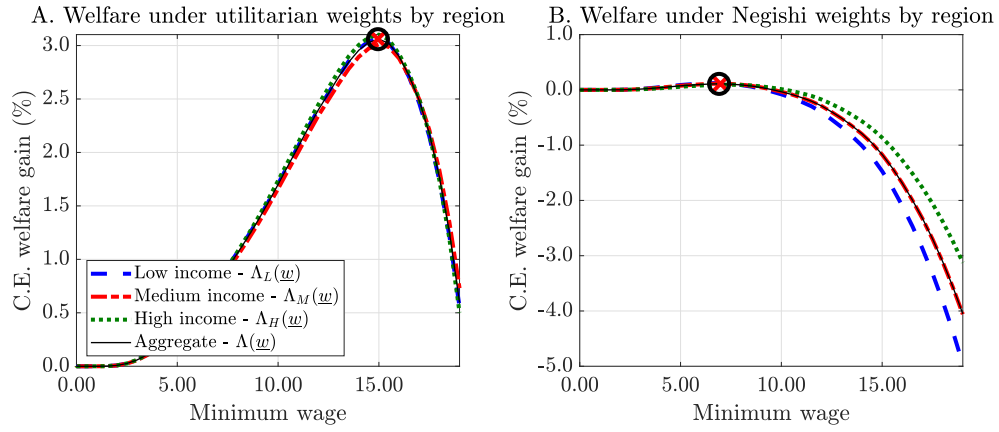 A. Welfare under utilitarian weights by region
3.0
2.5
2.0
1.5
1.0
0.5
0.0
C.E. welfare gain (%)
Low income - Λ_L(w̲)
Medium income - Λ_M(w̲)
High income - Λ_H(w̲)
Aggregate - Λ(w̲)
0.00 5.00 10.00 15.00
Minimum wage
B. Welfare under Negishi weights by region
1.0
0.0
-1.0
-2.0
-3.0
-4.0
-5.0
C.E. welfare gain (%)
0.00 5.00 10.00 15.00
Minimum wage